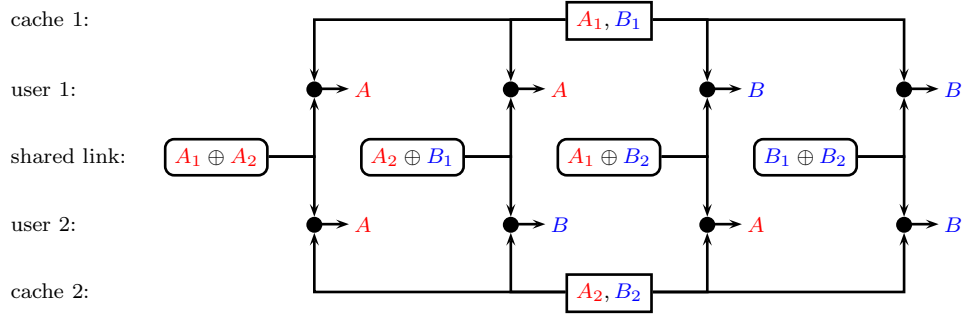 cache 1: A₁, B₁
user 1: A A B B
shared link: A₁ ⊕ A₂ A₂ ⊕ B₁ A₁ ⊕ B₂ B₁ ⊕ B₂
user 2: A B A B
cache 2: A₂, B₂